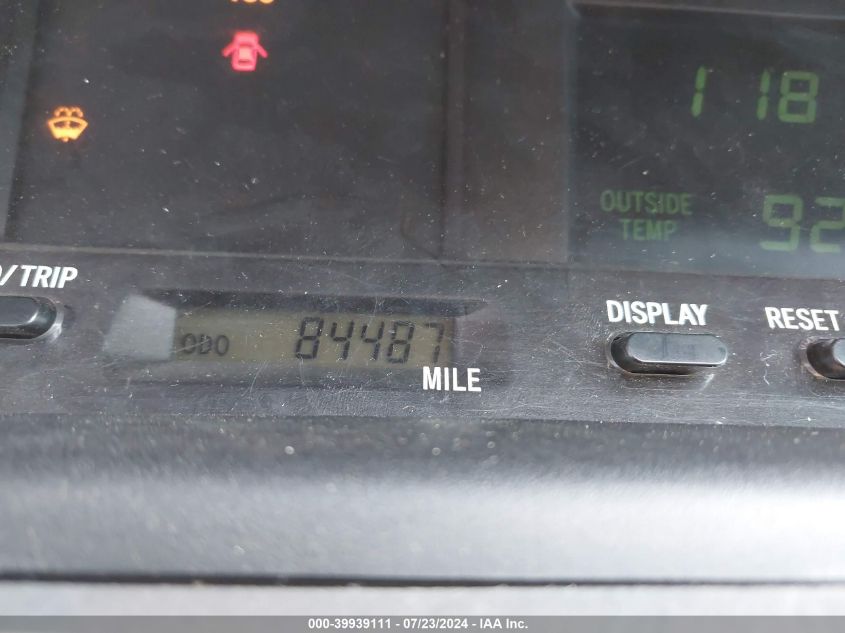 1 18
OUTSIDE
TEMP
92
/TRIP
ODO 84487
MILE
DISPLAY
RESET
000-39939111 - 07/23/2024 - IAA Inc.